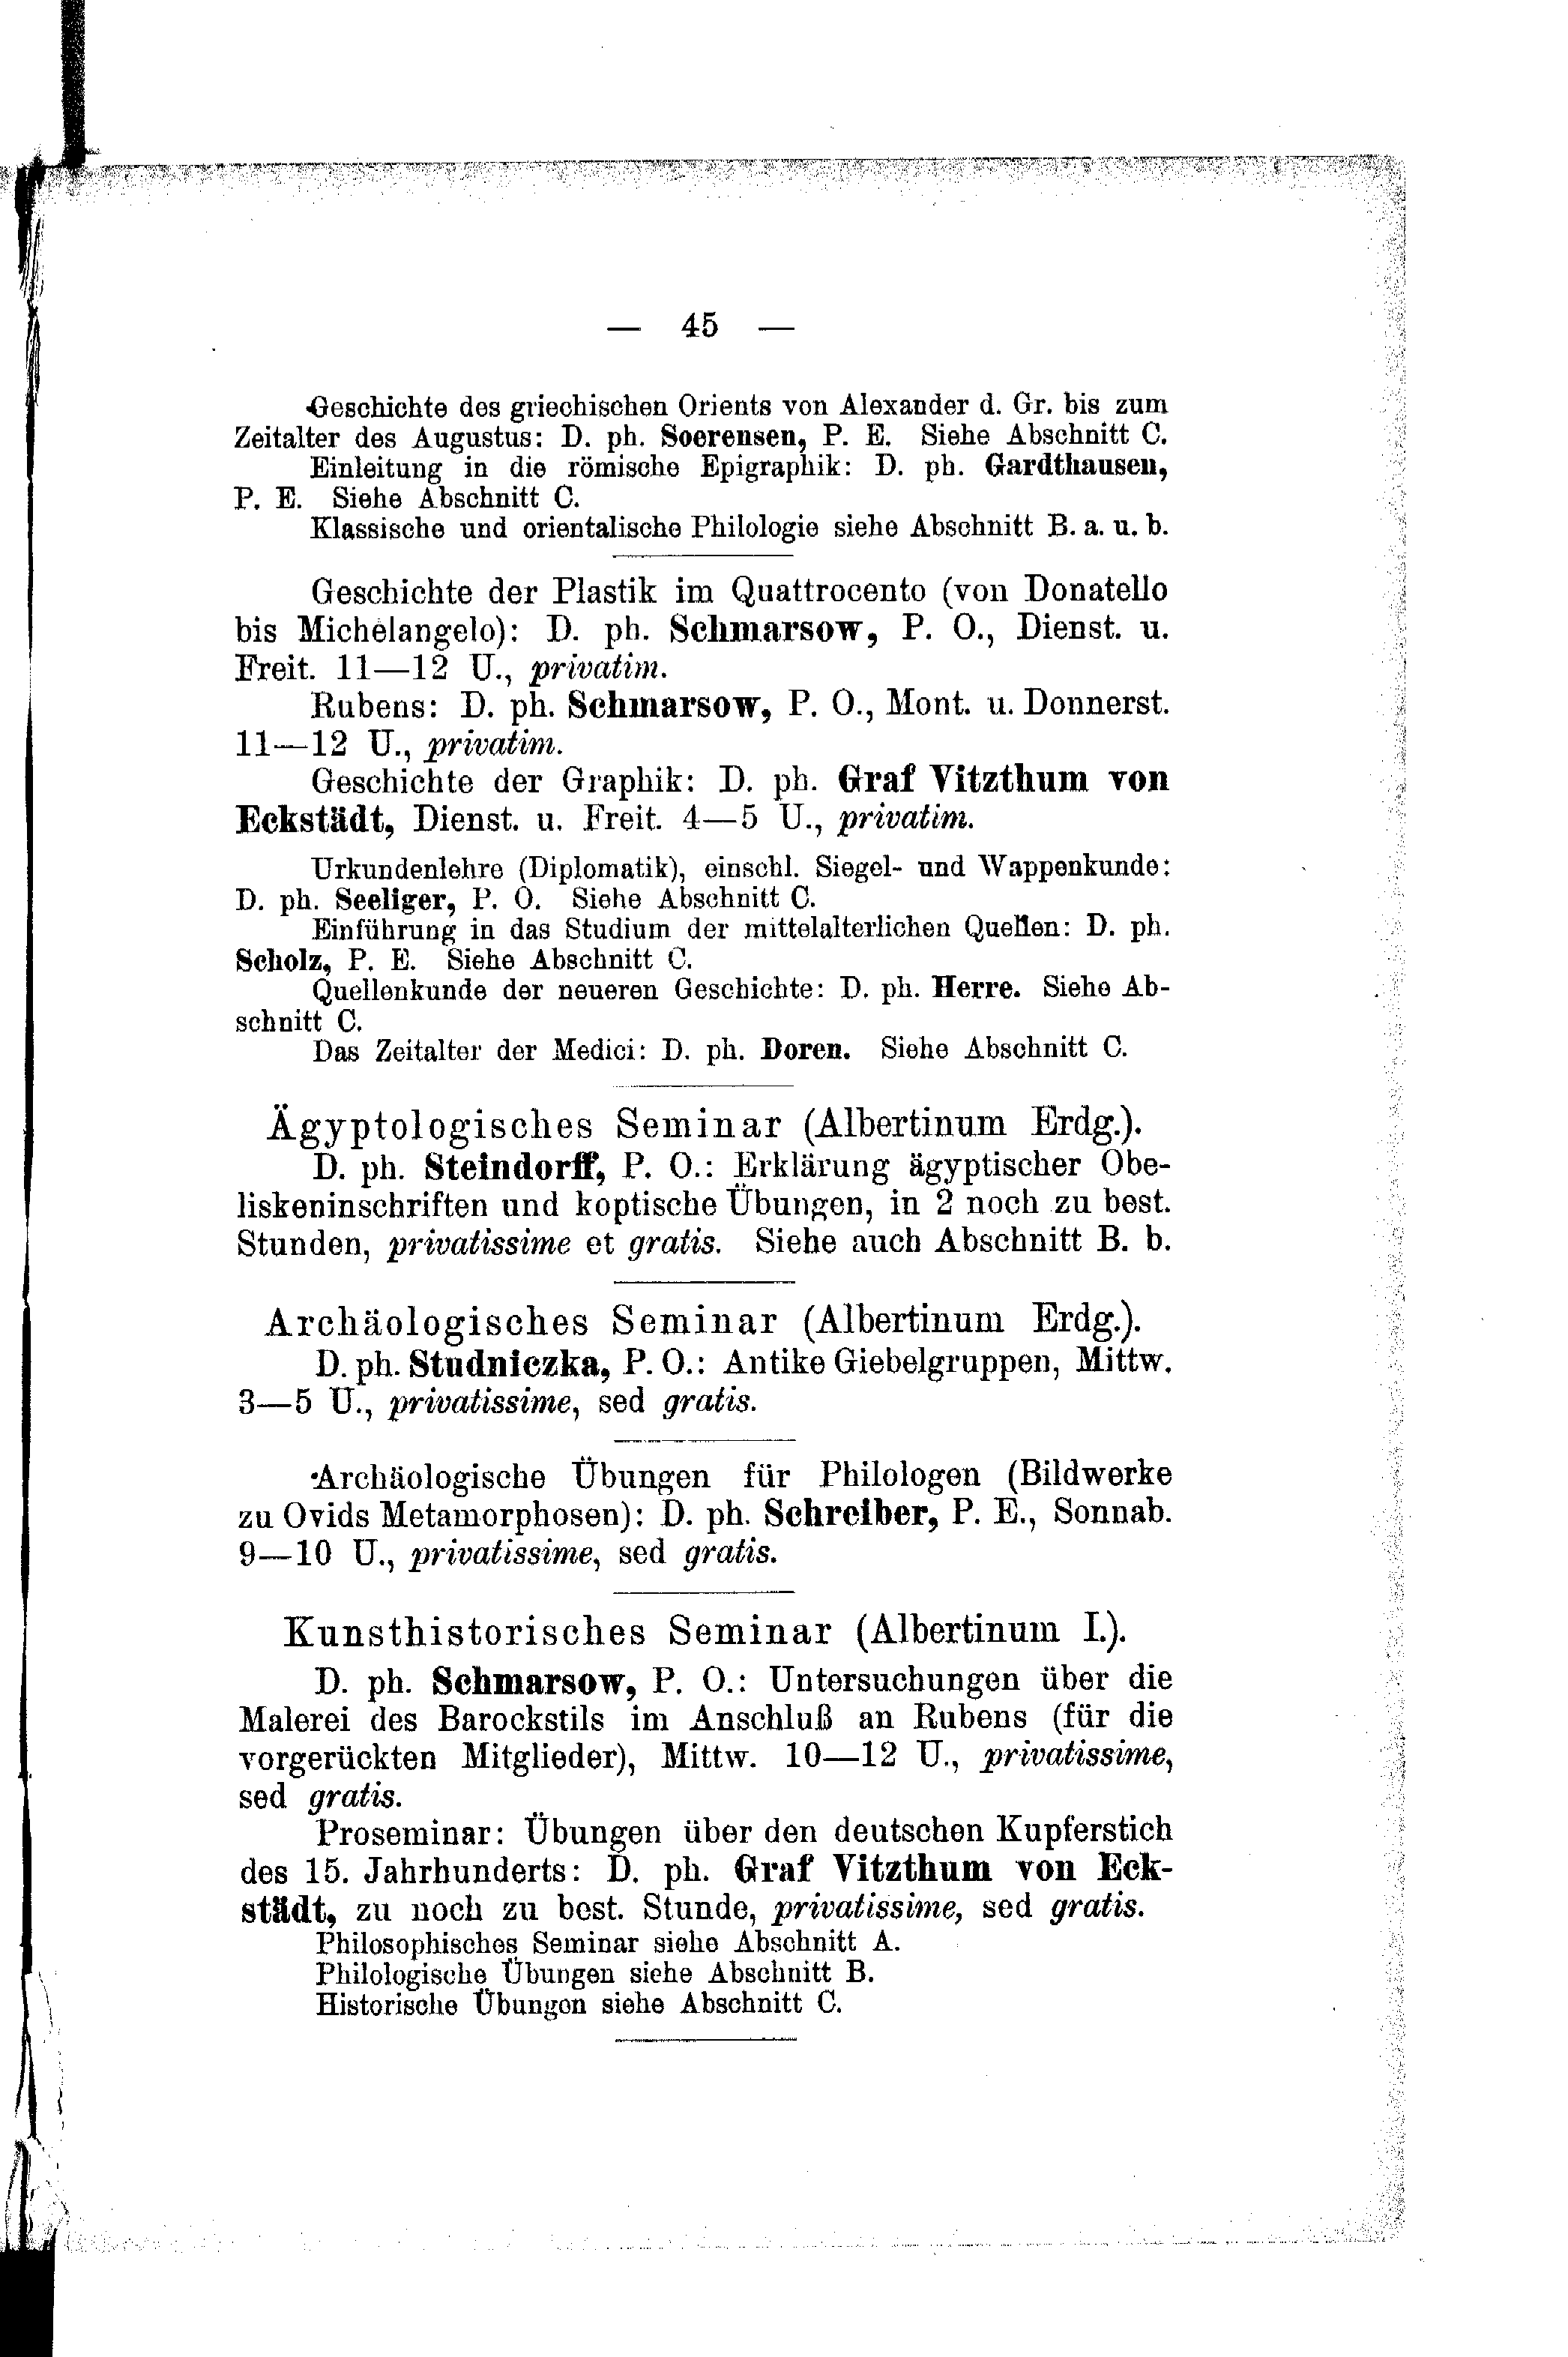 — 45 —
Geschichte des griechischen Orients von Alexander d. Gr. bis zum
Zeitalter des Augustus: D. ph. Soerensen, P. E. Siehe Abschnitt C.
Einleitung in die römische Epigraphik: D. ph. Gardthausen,
P. E. Siehe Abschnitt C.
Klassische und orientalische Philologie siehe Abschnitt B. a. u. b.
Geschichte der Plastik im Quattrocento (von Donatello
bis Michelangelo): D. ph. Schmarsow, P. O., Dienst. u.
Freit. 11—12 U., privatim.
Rubens: D. ph. Schmarsow, P. O., Mont. u. Donnerst.
11—12 U., privatim.
Geschichte der Graphik: D. ph. Graf Vitzthum von
Eckstädt, Dienst. u. Freit. 4—5 U., privatim.
Urkundenlehre (Diplomatik), einschl. Siegel- und Wappenkunde:
D. ph. Seeliger, P. O. Siehe Abschnitt C.
Einführung in das Studium der mittelalterlichen Quellen: D. ph.
Scholz, P. E. Siehe Abschnitt C.
Quellenkunde der neueren Geschichte: D. ph. Herre. Siehe Ab-
schnitt C.
Das Zeitalter der Medici: D. ph. Doren. Siehe Abschnitt C.
Ägyptologisches Seminar (Albertinum Erdg.).
D. ph. Steindorff, P. O.: Erklärung ägyptischer Obe-
liskeninschriften und koptische Übungen, in 2 noch zu best.
Stunden, privatissime et gratis. Siehe auch Abschnitt B. b.
Archäologisches Seminar (Albertinum Erdg.).
D. ph. Studniczka, P. O.: Antike Giebelgruppen, Mittw.
3—5 U., privatissime, sed gratis.
Archäologische Übungen für Philologen (Bildwerke
zu Ovids Metamorphosen): D. ph. Schreiber, P. E., Sonnab.
9—10 U., privatissime, sed gratis.
Kunsthistorisches Seminar (Albertinum I.).
D. ph. Schmarsow, P. O.: Untersuchungen über die
Malerei des Barockstils im Anschluß an Rubens (für die
vorgerückten Mitglieder), Mittw. 10—12 U., privatissime,
sed gratis.
Proseminar: Übungen über den deutschen Kupferstich
des 15. Jahrhunderts: D. ph. Graf Vitzthum von Eck-
städt, zu noch zu best. Stunde, privatissime, sed gratis.
Philosophisches Seminar siehe Abschnitt A.
Philologische Übungen siehe Abschnitt B.
Historische Übungen siehe Abschnitt C.